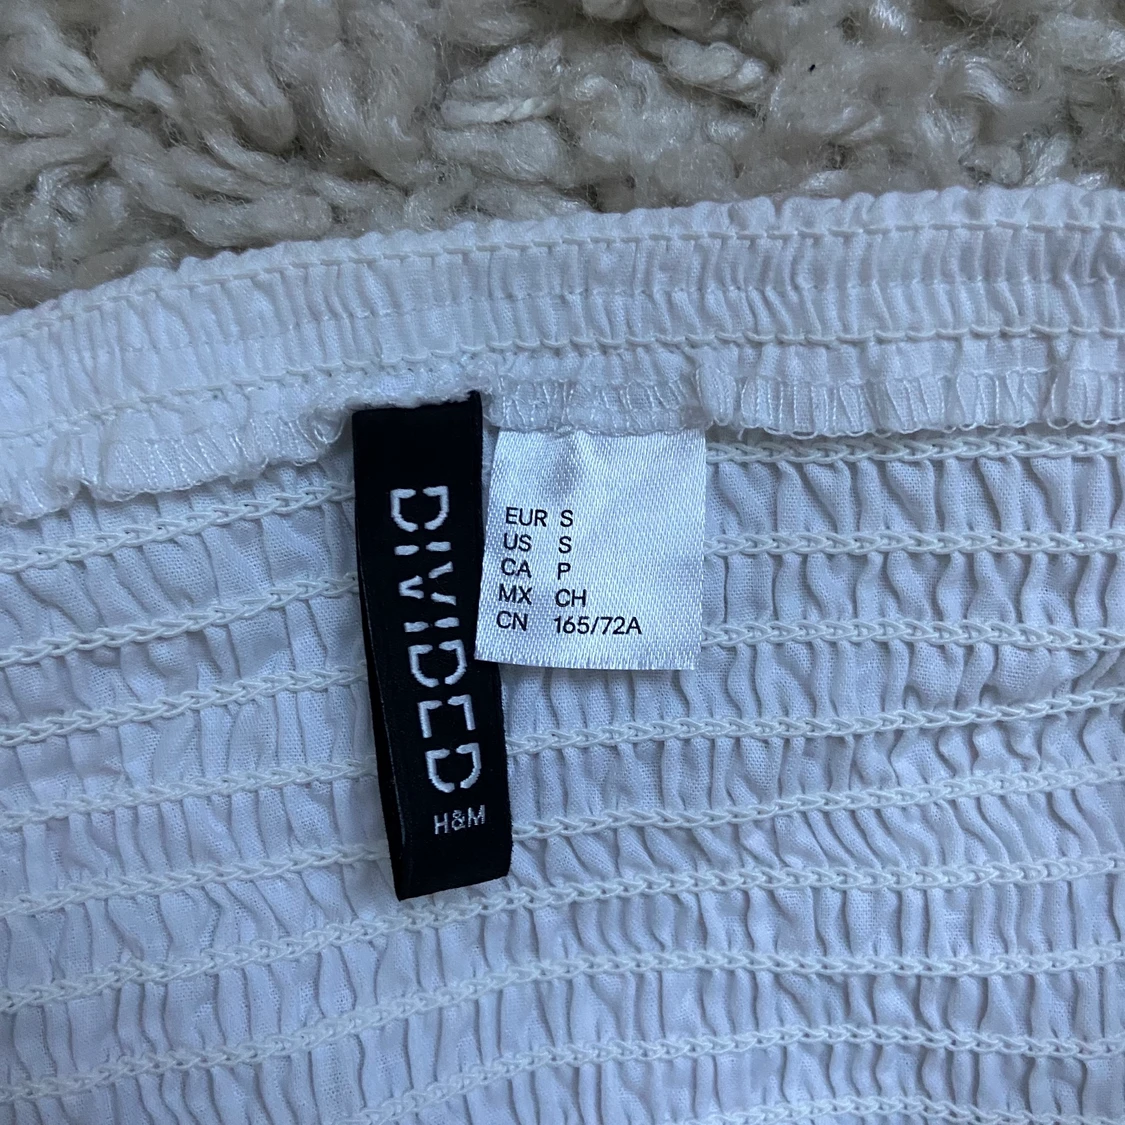 DIVIDED
H&M
EUR S
US S
CA P
MX CH
CN 165/72A